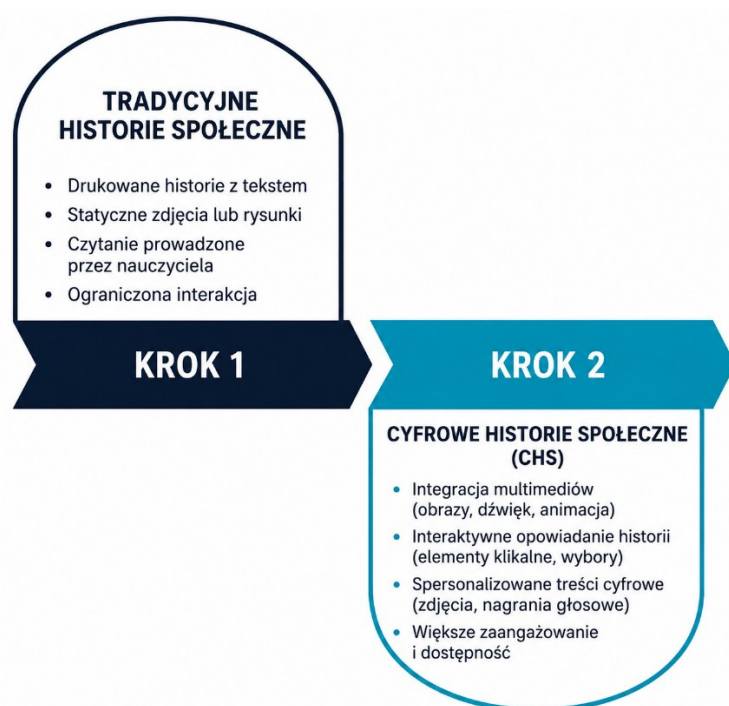 TRADYCYJNE
HISTORIE SPOŁECZNE
• Drukowane historie z tekstem
• Statyczne zdjęcia lub rysunki
• Czytanie prowadzone
przez nauczyciela
• Ograniczona interakcja
KROK 1
KROK 2
CYFROWE HISTORIE SPOŁECZNE
(CHS)
• Integracja multimediów
(obrazy, dźwięk, animacja)
• Interaktywne opowiadanie historii
(elementy klikalne, wybory)
• Spersonalizowane treści cyfrowe
(zdjęcia, nagrania głosowe)
• Większe zaangażowanie
i dostępność